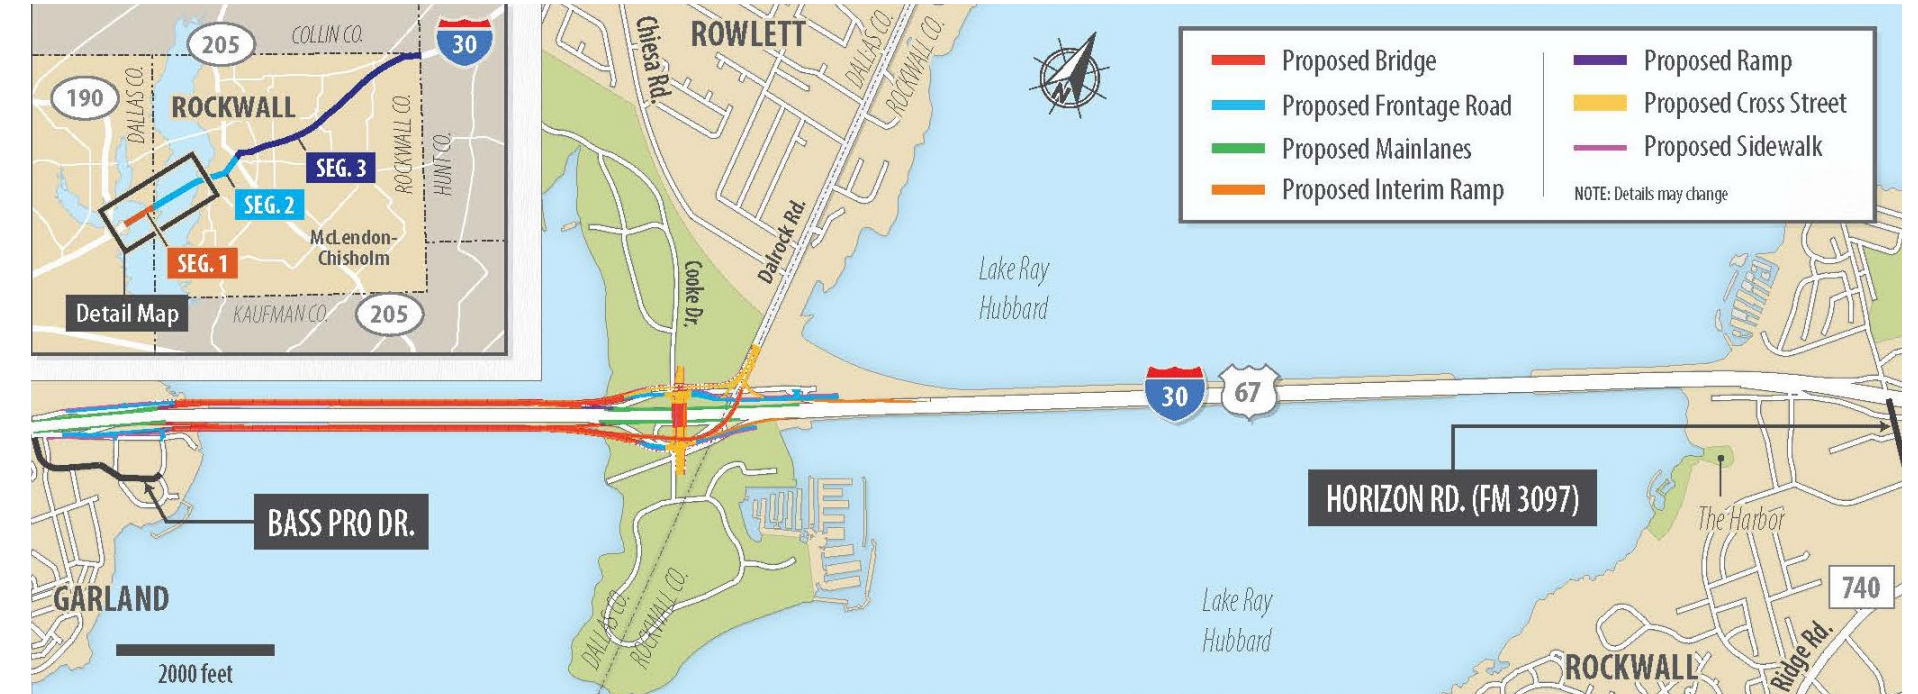 COLLIN CO.
205
30
190
DALLAS CO.
ROCKWALL
ROCKWALL CO.
HUNT CO.
SEG. 3
SEG. 2
McLendon-
Chisholm
SEG. 1
Detail Map
KAUFMAN CO.
205
Chiesa Rd.
ROWLETT
DALLAS CO.
ROCKWALL CO.
N
Proposed Bridge
Proposed Frontage Road
Proposed Mainlanes
Proposed Interim Ramp
Proposed Ramp
Proposed Cross Street
Proposed Sidewalk
NOTE: Details may change
Dalrock Rd.
Cooke Dr.
Lake Ray
Hubbard
30
67
HORIZON RD. (FM 3097)
The Harbor
BASS PRO DR.
GARLAND
2000 feet
DALLAS CO.
ROCKWALL CO.
Lake Ray
Hubbard
740
ROCKWALL
Ridge Rd.